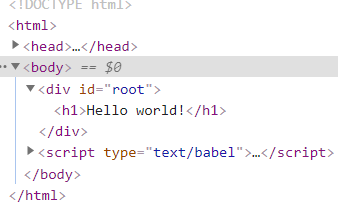 <!DOCTYPE html>
<html>
<head>…</head>
<body> == $0
<div id="root">
<h1>Hello world!</h1>
</div>
<script type="text/babel">…</script>
</body>
</html>